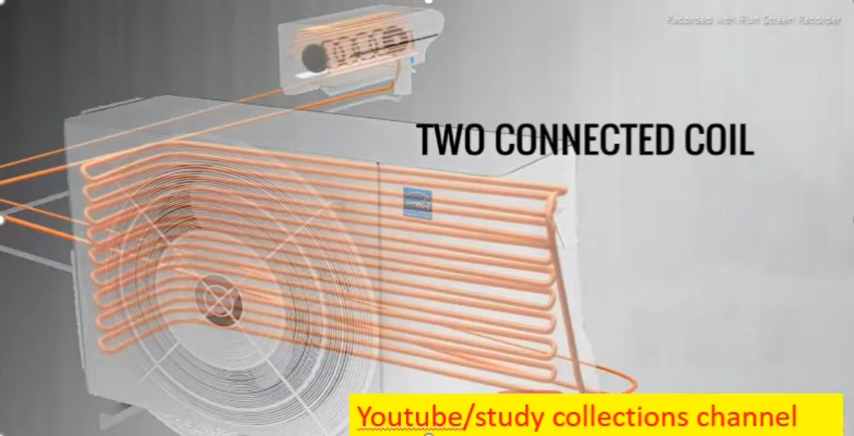 Recorded with iFun Screen Recorder
TWO CONNECTED COIL
Youtube/study collections channel